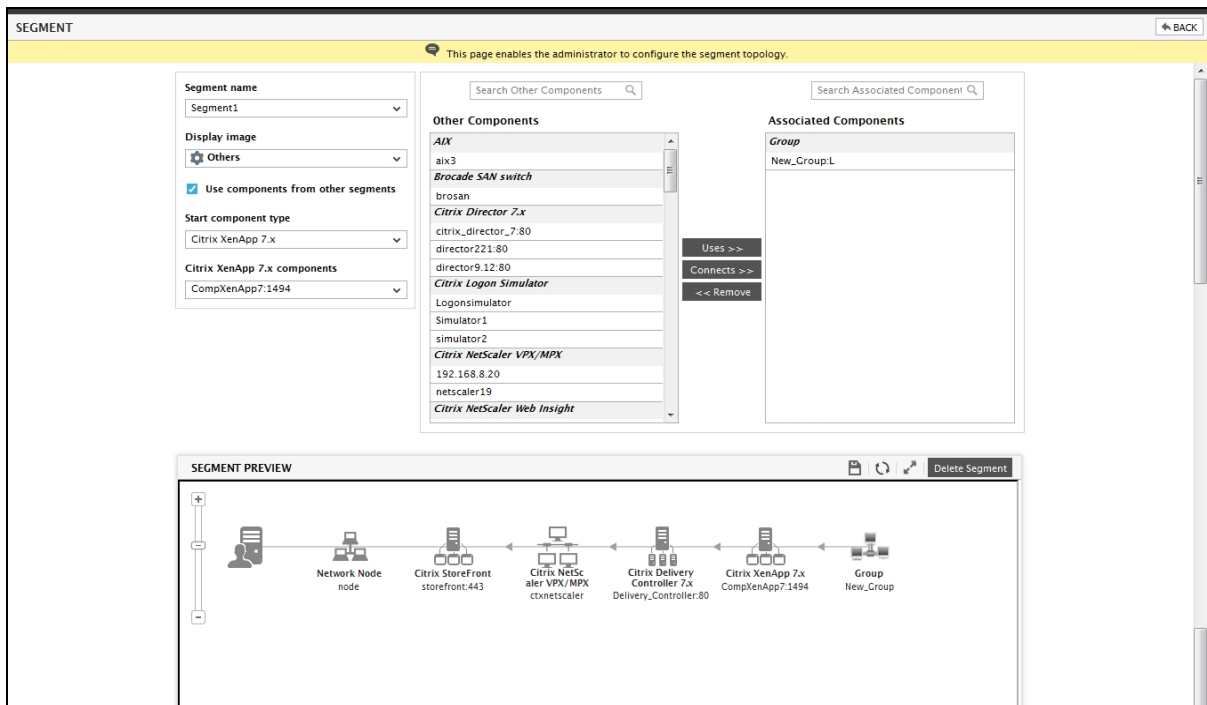 SEGMENT
BACK
This page enables the administrator to configure the segment topology.
Segment name
Segment1
Display image
Others
Use components from other segments
Start component type
Citrix XenApp 7.x
Citrix XenApp 7.x components
CompXenApp7:1494
Search Other Components
Other Components
AIX
aix3
Brocade SAN switch
brosan
Citrix Director 7.x
citrix_director_7:80
director221:80
director9.12:80
Citrix Logon Simulator
Logonsimulator
Simulator1
simulator2
Citrix NetScaler VPX/MPX
192.168.8.20
netscaler19
Citrix NetScaler Web Insight
Uses >>
Connects >>
<< Remove
Search Associated Component
Associated Components
Group
New_Group:L
SEGMENT PREVIEW
Delete Segment
Network Node
node
Citrix StoreFront
storefront:443
Citrix NetSc
aler VPX/MPX
ctxnetscaler
Citrix Delivery
Controller 7.x
Delivery_Controller:80
Citrix XenApp 7.x
CompXenApp7:1494
Group
New_Group